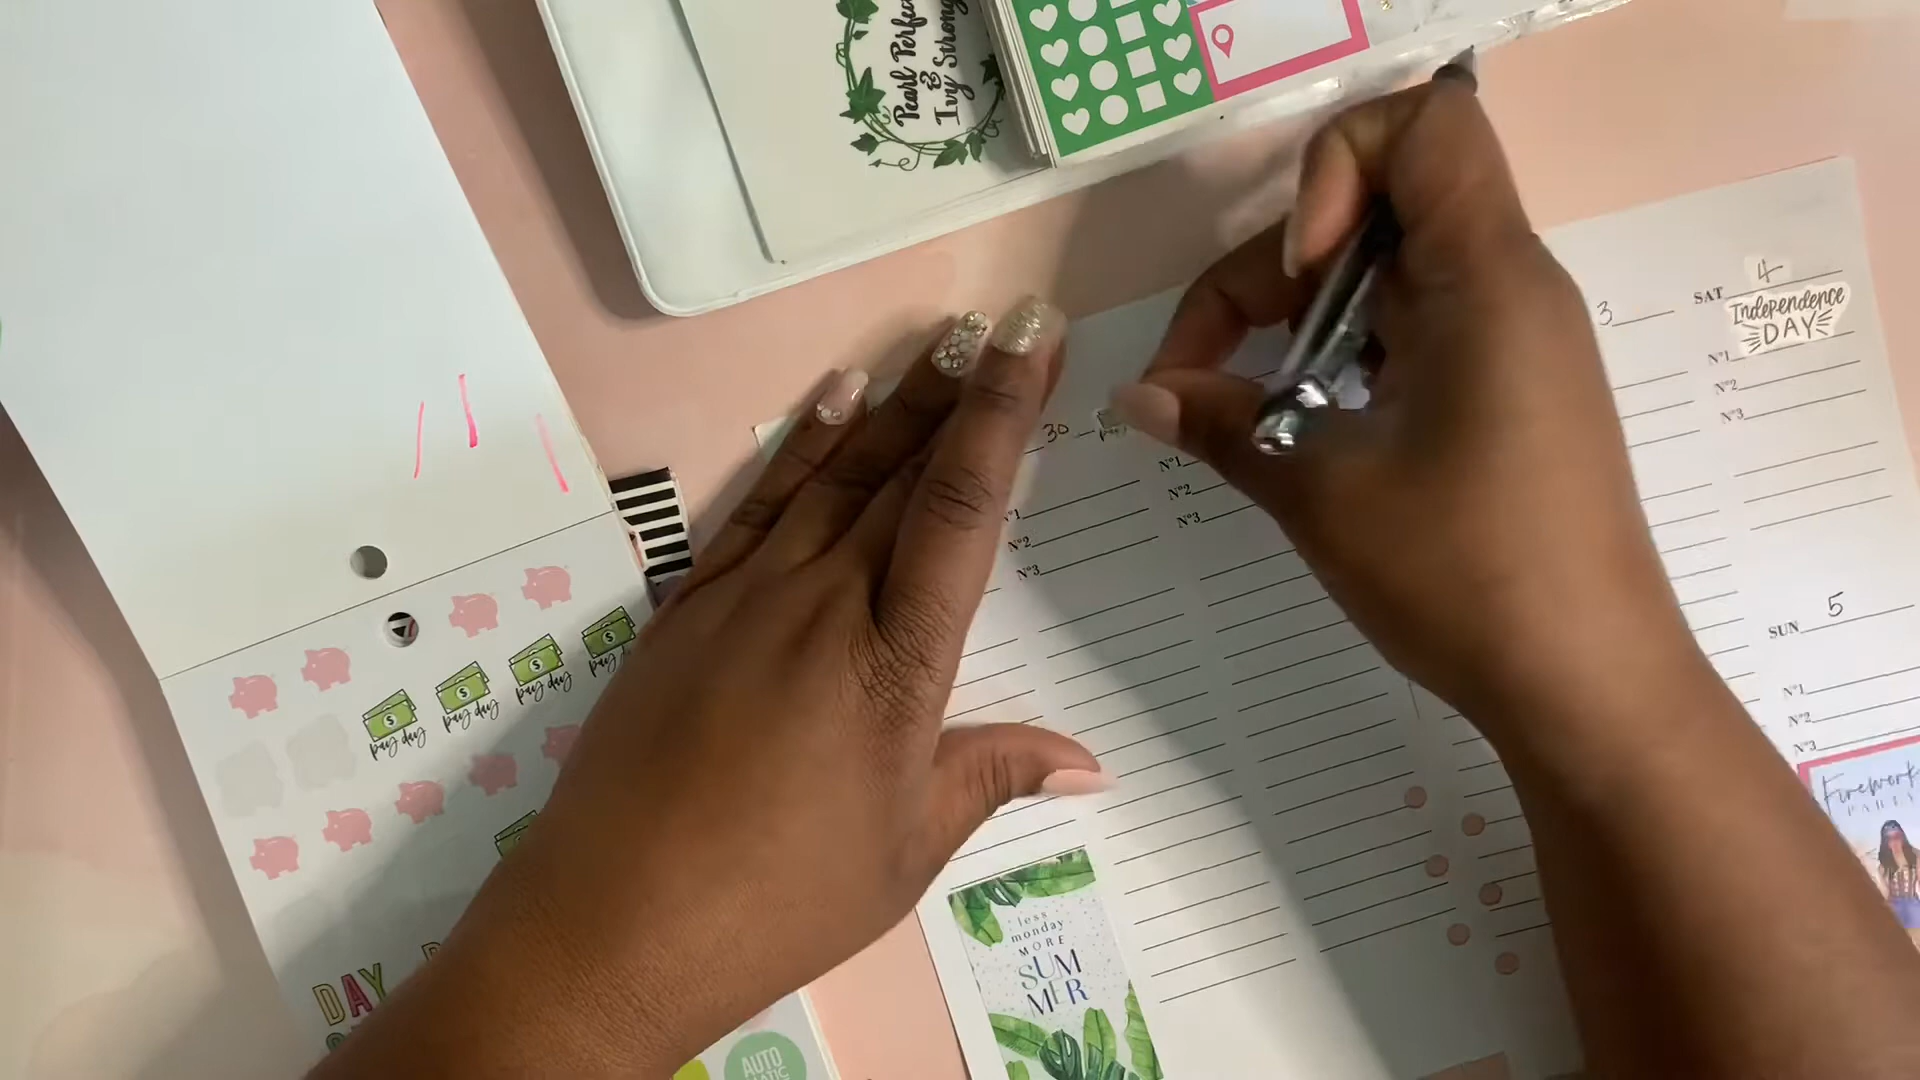 Pearl Perfect
&
Ivy Strong
30
Nº1
Nº2
Nº3
Nº1
Nº2
Nº3
3
SAT 4
Independence
DAY
Nº1
Nº2
Nº3
SUN 5
Nº1
Nº2
Nº3
Firework
PARTY
less
monday
MORE
SUM
MER
$
pay day
$
pay day
$
pay day
$
pay day
DAY
AUTO